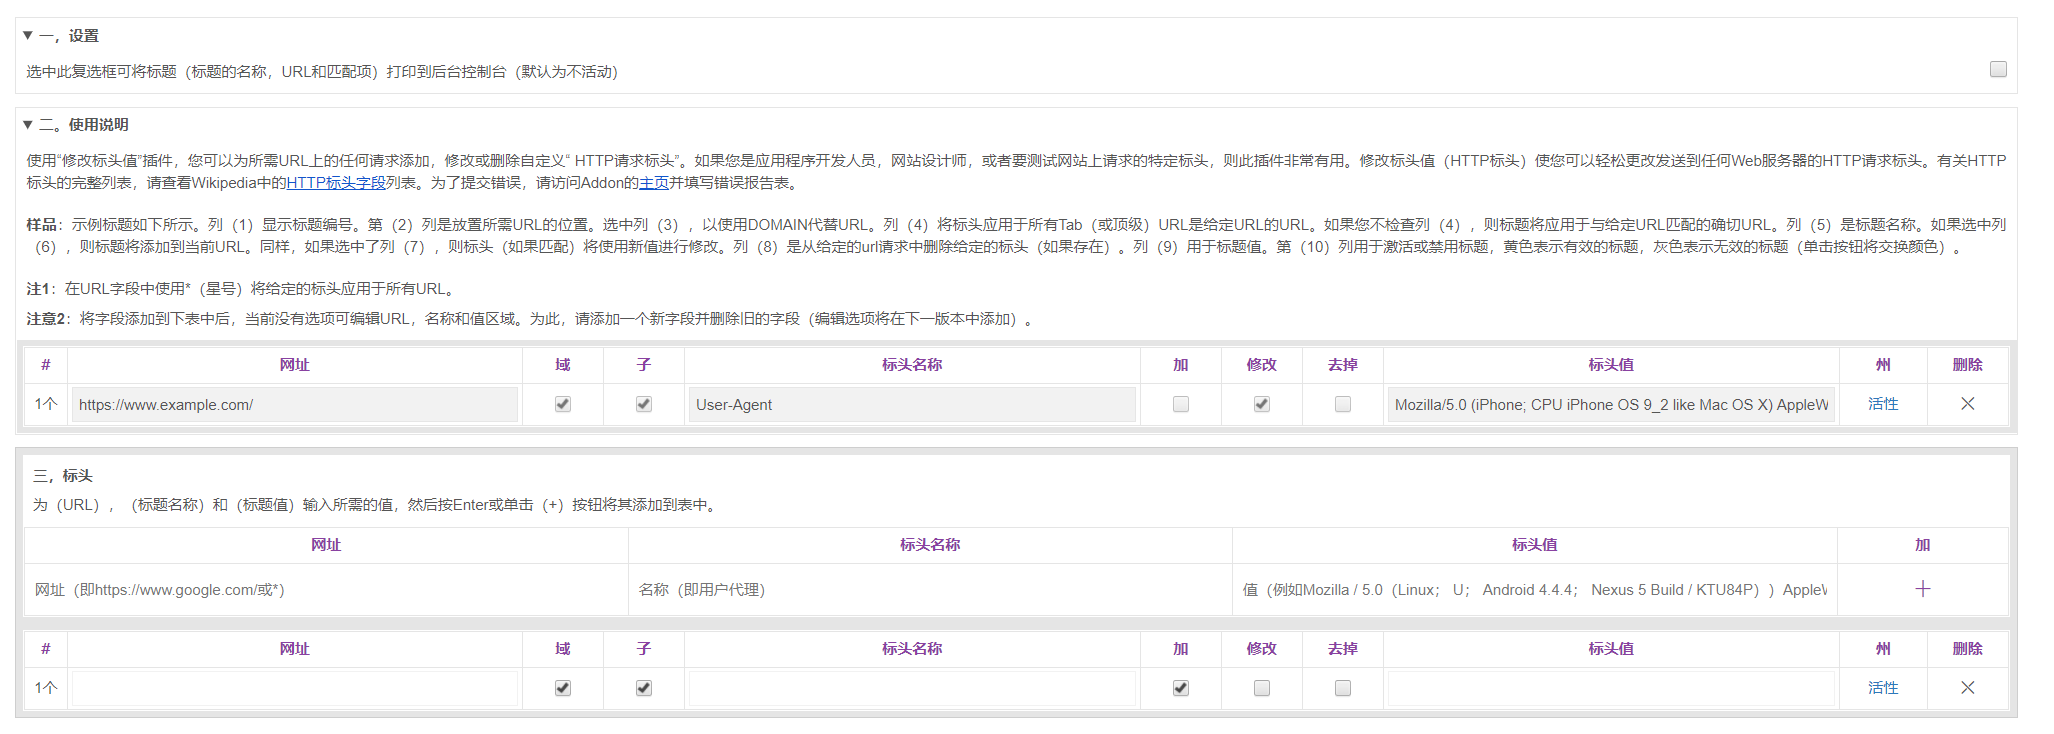 ▼ 一，设置
选中此复选框可将标题（标题的名称，URL和匹配项）打印到后台控制台（默认为不活动）
▼ 二。使用说明
使用“修改标头值”插件，您可以为所需URL上的任何请求添加，修改或删除自定义“ HTTP请求标头”。如果您是应用程序开发人员，网站设计师，或者要测试网站上请求的特定标头，则此插件非常有用。修改标头值（HTTP标头）使您可以轻松更改发送到任何Web服务器的HTTP请求标头。有关HTTP
标头的完整列表，请查看Wikipedia中的HTTP标头字段列表。为了提交错误，请访问Addon的主页并填写错误报告表。
样品：示例标题如下所示。列（1）显示标题编号。第（2）列是放置所需URL的位置。选中列（3），以使用DOMAIN代替URL。列（4）将标头应用于所有Tab（或顶级）URL是给定URL的URL。如果您不检查列（4），则标题将应用于与给定URL匹配的确切URL。列（5）是标题名称。如果选中列
（6），则标题将添加到当前URL。同样，如果选中了列（7），则标头（如果匹配）将使用新值进行修改。列（8）是从给定的url请求中删除给定的标头（如果存在）。列（9）用于标题值。第（10）列用于激活或禁用标题，黄色表示有效的标题，灰色表示无效的标题（单击按钮将交换颜色）。
注1：在URL字段中使用*（星号）将给定的标头应用于所有URL。
注意2：将字段添加到下表中后，当前没有选项可编辑URL，名称和值区域。为此，请添加一个新字段并删除旧的字段（编辑选项将在下一版本中添加）。
# 网址 域 子 标头名称 加 修改 去掉 标头值 州 删除
1个 https://www.example.com/ User-Agent Mozilla/5.0 (iPhone; CPU iPhone OS 9_2 like Mac OS X) AppleW 活性
三，标头
为（URL），（标题名称）和（标题值）输入所需的值，然后按Enter或单击（+）按钮将其添加到表中。
网址 标头名称 标头值 加
网址（即https://www.google.com/或*） 名称（即用户代理） 值（例如Mozilla / 5.0（Linux； U； Android 4.4.4； Nexus 5 Build / KTU84P））AppleW
# 网址 域 子 标头名称 加 修改 去掉 标头值 州 删除
1个 活性